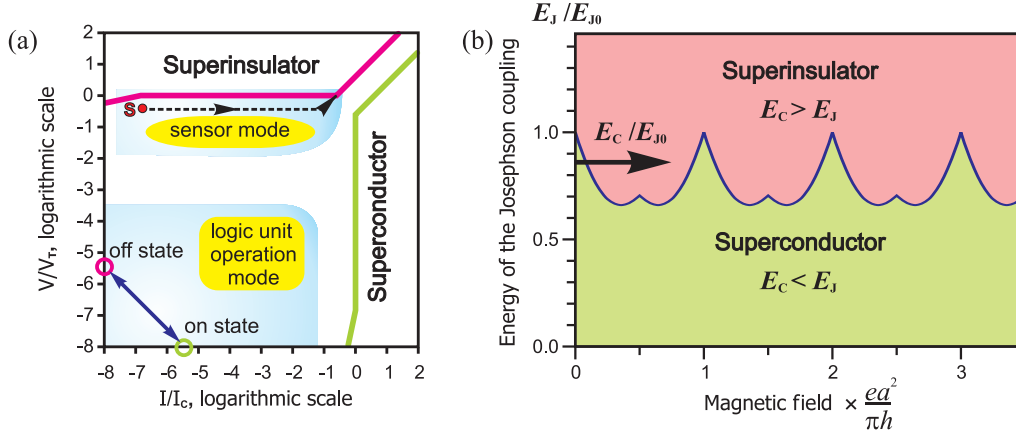 (a)
Superinsulator
S
sensor mode
logic unit
operation
mode
off state
on state
Superconductor
2
1
0
-1
-2
-3
-4
-5
-6
-7
-8
V/V_T, logarithmic scale
-8 -7 -6 -5 -4 -3 -2 -1 0 1 2
I/I_c, logarithmic scale
(b)
E_J /E_J0
Superinsulator
E_C > E_J
E_C /E_J0
Superconductor
E_C < E_J
1.0
0.5
0.0
Energy of the Josephson coupling
0 1 2 3
Magnetic field × ea²/πh